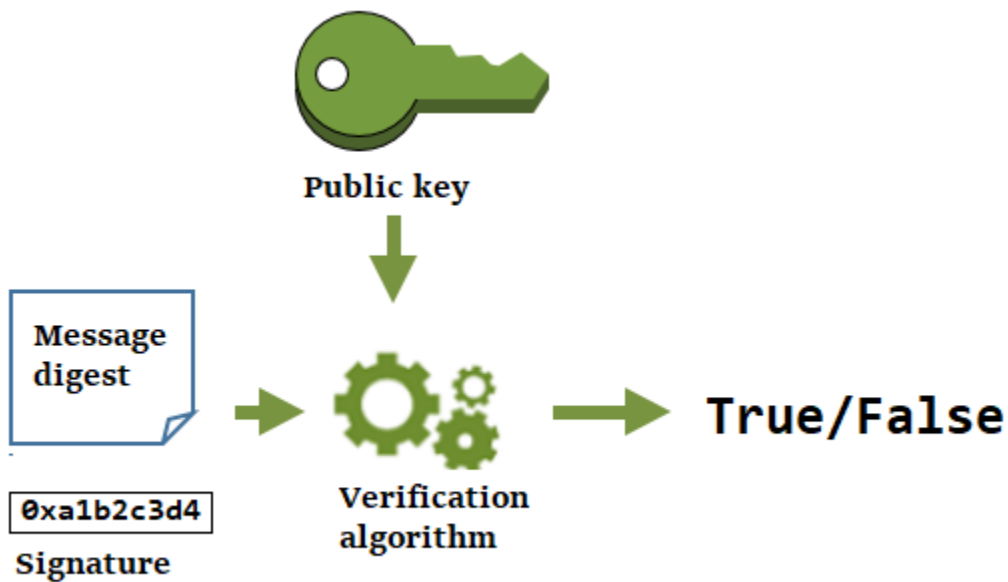 Public key
Message
digest
True/False
0xa1b2c3d4
Verification
algorithm
Signature